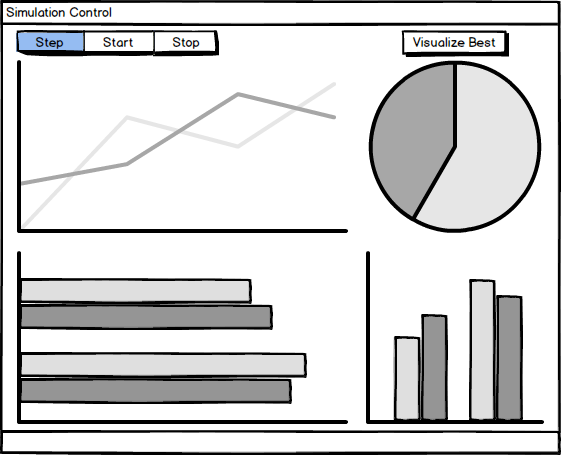 Simulation Control
Step Start Stop
Visualize Best